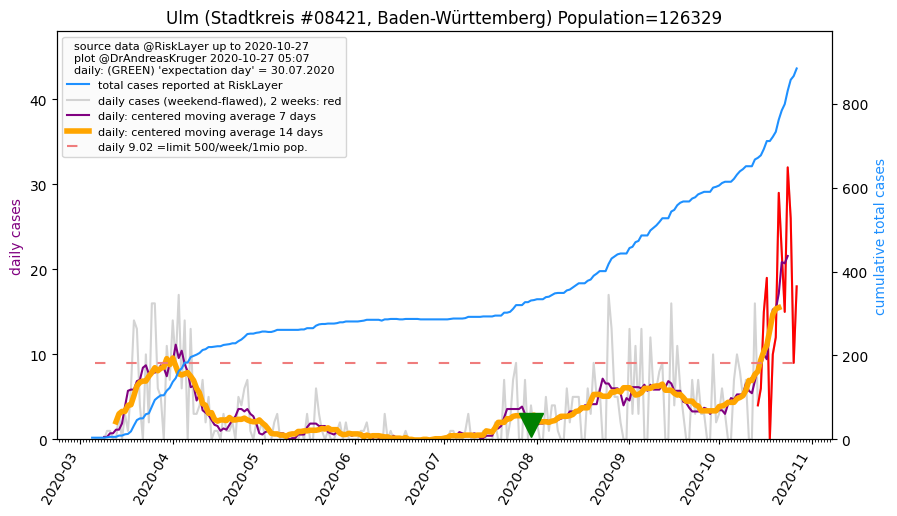 Ulm (Stadtkreis #08421, Baden-Württemberg) Population=126329
source data @RiskLayer up to 2020-10-27
plot @DrAndreasKruger 2020-10-27 05:07
daily: (GREEN) 'expectation day' = 30.07.2020
total cases reported at RiskLayer
daily cases (weekend-flawed), 2 weeks: red
daily: centered moving average 7 days
daily: centered moving average 14 days
daily 9.02 =limit 500/week/1mio pop.
daily cases
40
30
20
10
0
cumulative total cases
800
600
400
200
0
2020-03
2020-04
2020-05
2020-06
2020-07
2020-08
2020-09
2020-10
2020-11